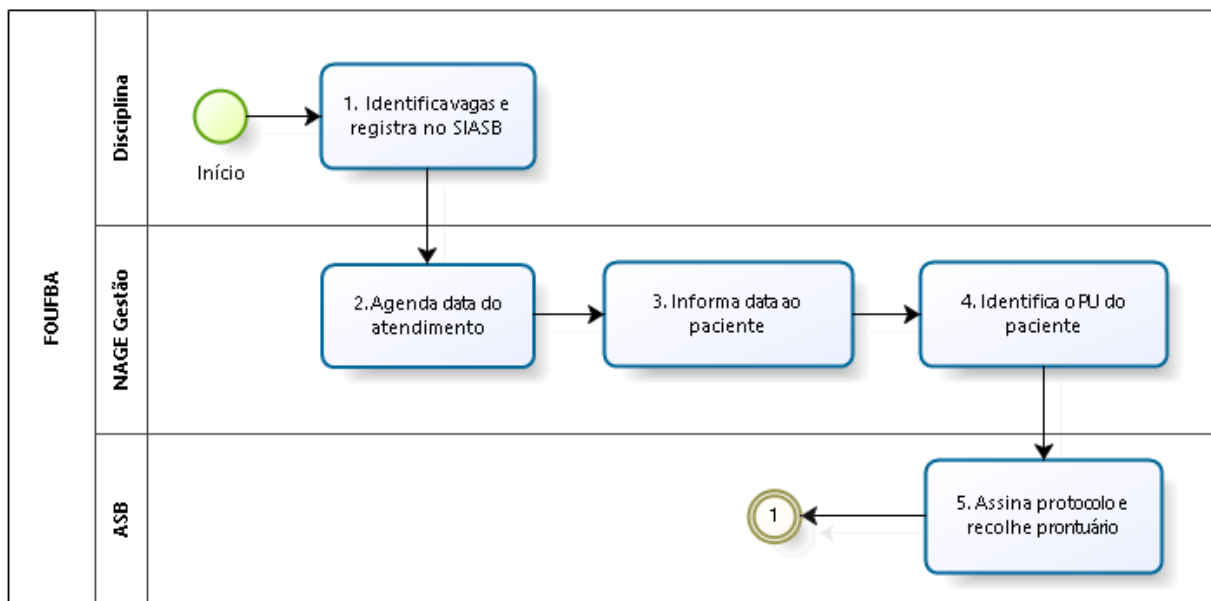 FOUFBA
Disciplina
Início
1. Identifica vagas e
registra no SIASB
NAGE Gestão
2. Agenda data do
atendimento
3. Informa data ao
paciente
4. Identifica o PU do
paciente
ASB
5. Assina protocolo e
recolhe prontuário
1